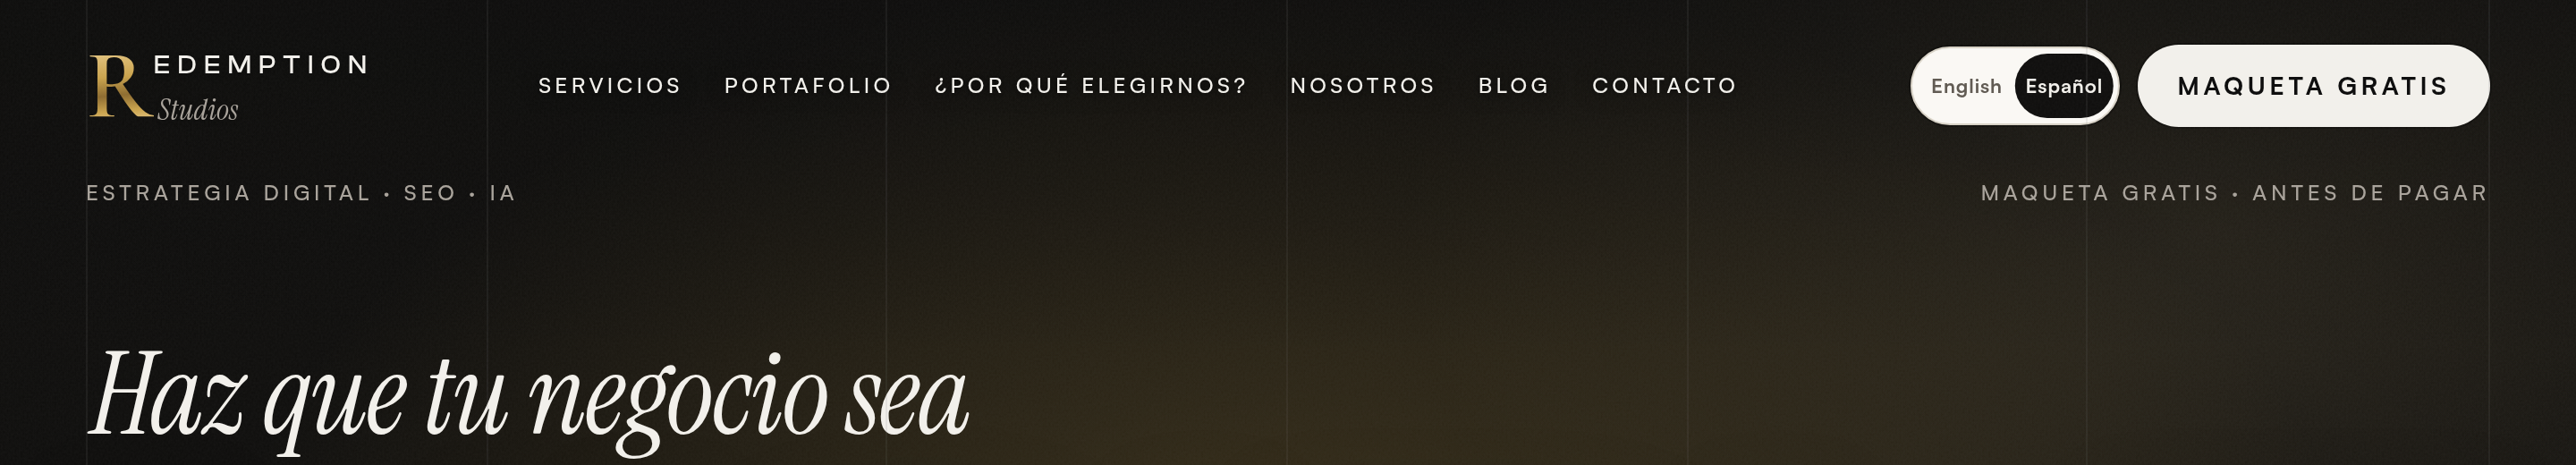 REDEMPTION
Studios
SERVICIOS PORTAFOLIO ¿POR QUÉ ELEGIRNOS? NOSOTROS BLOG CONTACTO
English Español
MAQUETA GRATIS
ESTRATEGIA DIGITAL • SEO • IA
MAQUETA GRATIS • ANTES DE PAGAR
Haz que tu negocio sea